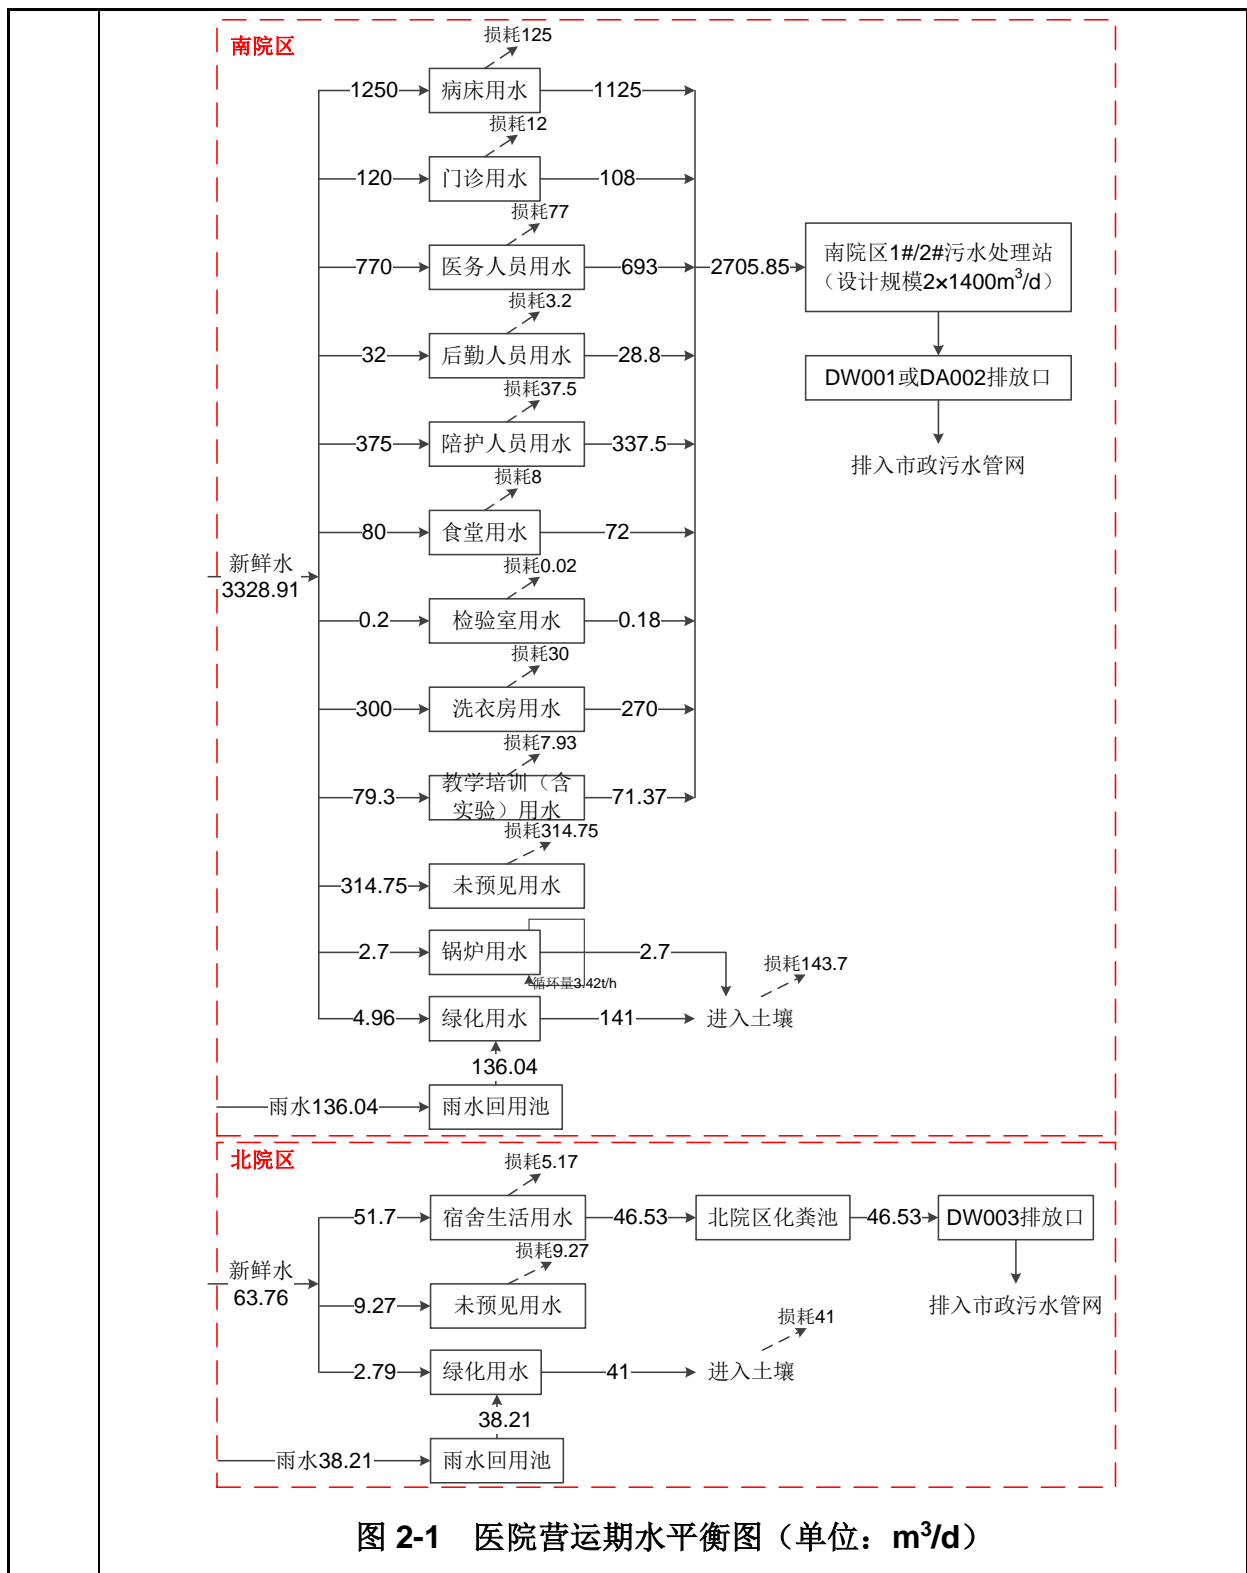 南院区
损耗125
1250
病床用水
1125
损耗12
120
门诊用水
108
损耗77
770
医务人员用水
693
2705.85
南院区1#/2#污水处理站
（设计规模2×1400m³/d）
损耗3.2
32
后勤人员用水
28.8
DW001或DA002排放口
损耗37.5
375
陪护人员用水
337.5
排入市政污水管网
损耗8
80
食堂用水
72
新鲜水
3328.91
损耗0.02
0.2
检验室用水
0.18
损耗30
300
洗衣房用水
270
损耗7.93
79.3
教学培训（含
实验）用水
71.37
损耗314.75
314.75
未预见用水
2.7
锅炉用水
2.7
循环量3.42t/h
损耗143.7
4.96
绿化用水
141
进入土壤
136.04
雨水136.04
雨水回用池
北院区
损耗5.17
51.7
宿舍生活用水
46.53
北院区化粪池
46.53
DW003排放口
新鲜水
63.76
损耗9.27
9.27
未预见用水
排入市政污水管网
损耗41
2.79
绿化用水
41
进入土壤
38.21
雨水38.21
雨水回用池
图 2-1 医院营运期水平衡图（单位：m³/d）